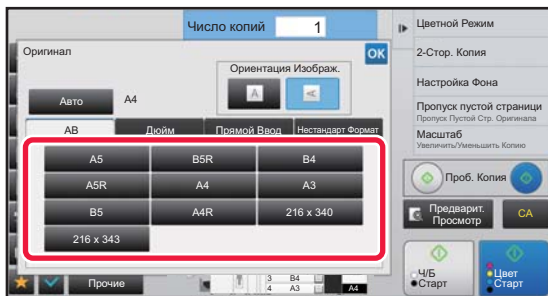 Число копий
1
Оригинал
OK
Ориентация Изображ.
A
A
Авто
A4
АВ
Дюйм
Прямой Ввод
Нестандарт Формат
A5
B5R
B4
A5R
A4
A3
B5
A4R
216 x 340
216 x 343
Прочие
3 B4
4 A3
A4
Цветной Режим
2-Стор. Копия
Настройка Фона
Пропуск пустой страници
Пропуск Пустой Стр. Оригинала
Масштаб
Увеличить/Уменьшить Копию
Проб. Копия
Предварит.
Просмотр
CA
Ч/Б
Старт
Цвет
Старт